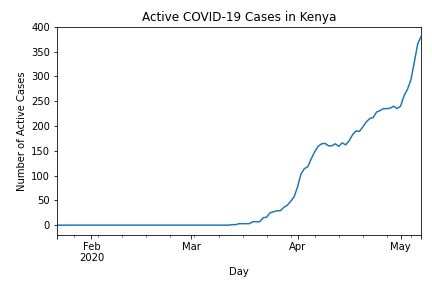 Active COVID-19 Cases in Kenya
400
350
300
250
200
150
100
50
0
Number of Active Cases
Feb
2020
Mar
Apr
May
Day